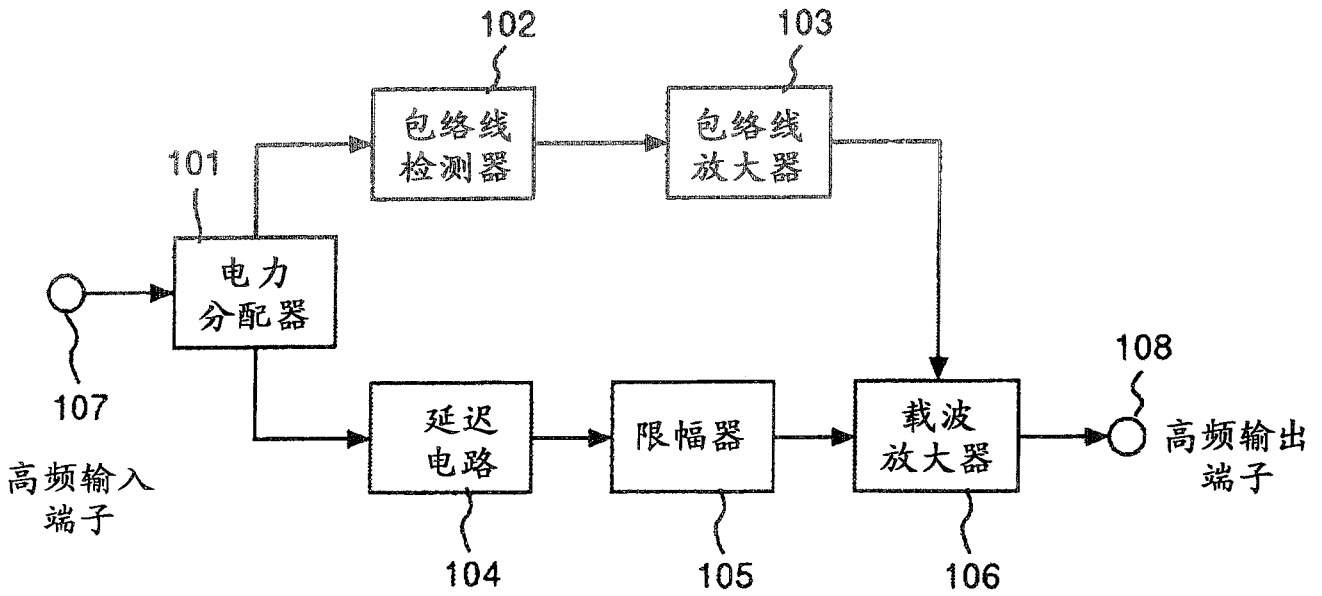 102
103
包络线
检测器
包络线
放大器
101
电力
分配器
107
高频输入
端子
延迟
电路
限幅器
载波
放大器
108
高频输出
端子
104
105
106